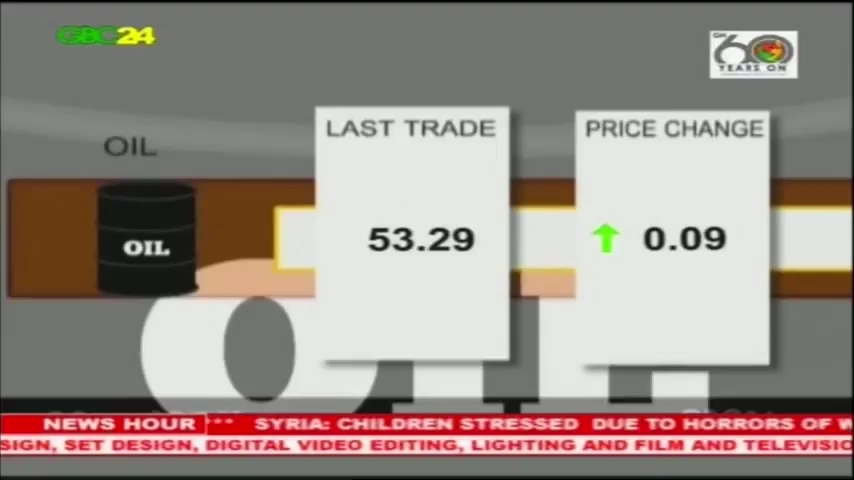 GBC24
GH
60
YEARS ON
OIL
LAST TRADE
PRICE CHANGE
OIL
53.29
0.09
NEWS HOUR *** SYRIA: CHILDREN STRESSED DUE TO HORRORS OF W
SIGN, SET DESIGN, DIGITAL VIDEO EDITING, LIGHTING AND FILM AND TELEVISIO